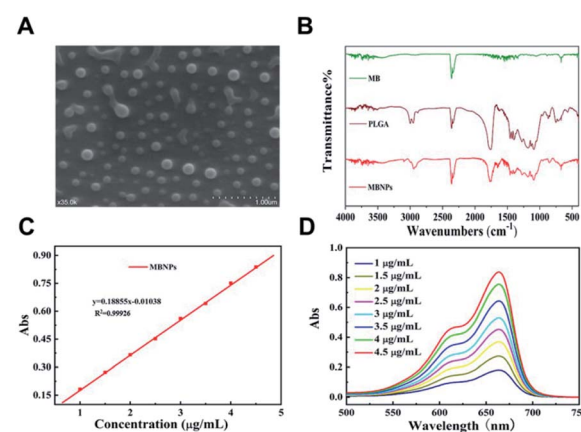 A
x35.0k
1.00um
B
Transmittance%
MB
PLGA
MBNPs
4000 3500 3000 2500 2000 1500 1000 500
Wavenumbers (cm⁻¹)
C
Abs
0.90
0.75
0.60
0.45
0.30
0.15
MBNPs
y=0.18855x-0.01038
R²=0.99926
1 2 3 4 5
Concentration (μg/mL)
D
Abs
1.0
0.8
0.6
0.4
0.2
0.0
1 μg/mL
1.5 μg/mL
2 μg/mL
2.5 μg/mL
3 μg/mL
3.5 μg/mL
4 μg/mL
4.5 μg/mL
500 550 600 650 700 75
Wavelength (nm)